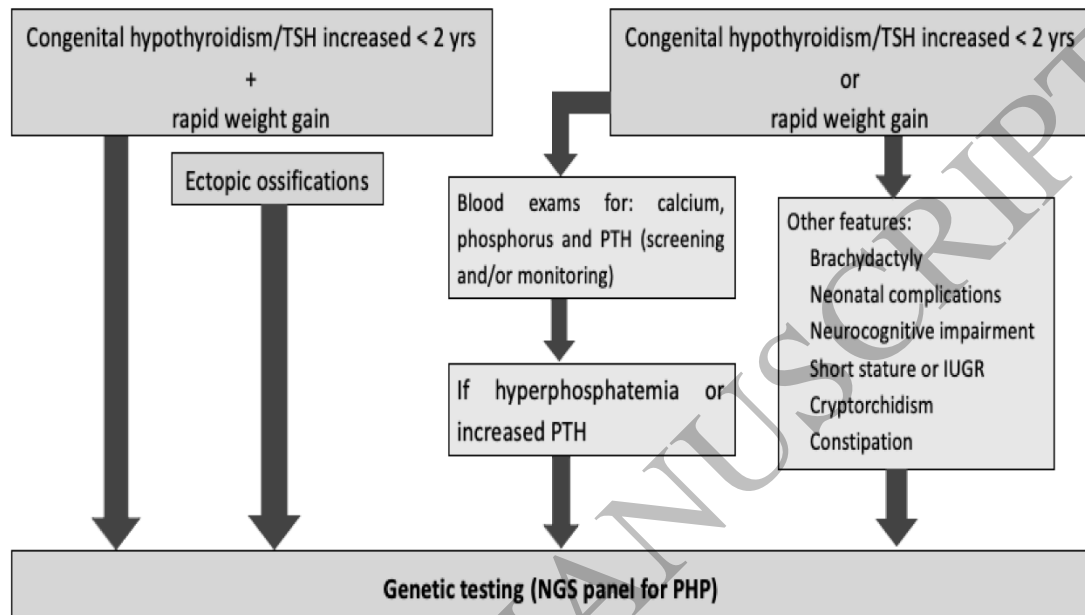 Congenital hypothyroidism/TSH increased < 2 yrs
+
rapid weight gain
Ectopic ossifications
Congenital hypothyroidism/TSH increased < 2 yrs
or
rapid weight gain
Blood exams for: calcium,
phosphorus and PTH (screening
and/or monitoring)
If hyperphosphatemia or
increased PTH
Other features:
Brachydactyly
Neonatal complications
Neurocognitive impairment
Short stature or IUGR
Cryptorchidism
Constipation
Genetic testing (NGS panel for PHP)
MANUSCRIPT